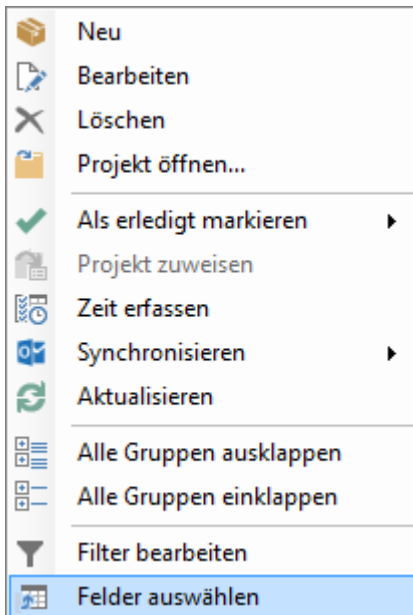 Neu
Bearbeiten
Löschen
Projekt öffnen...
Als erledigt markieren
Projekt zuweisen
Zeit erfassen
Synchronisieren
Aktualisieren
Alle Gruppen ausklappen
Alle Gruppen einklappen
Filter bearbeiten
Felder auswählen